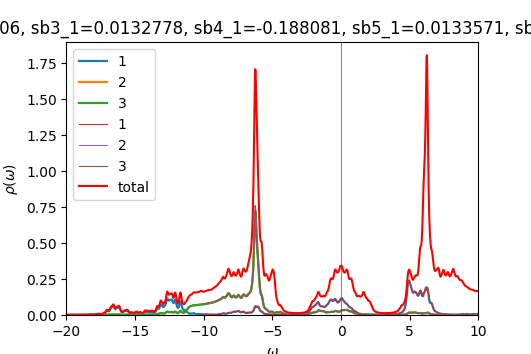 06, sb3_1=0.0132778, sb4_1=-0.188081, sb5_1=0.0133571, sb
1
2
3
1
2
3
total
ρ(ω)
1.75
1.50
1.25
1.00
0.75
0.50
0.25
0.00
−20 −15 −10 −5 0 5 10
ω